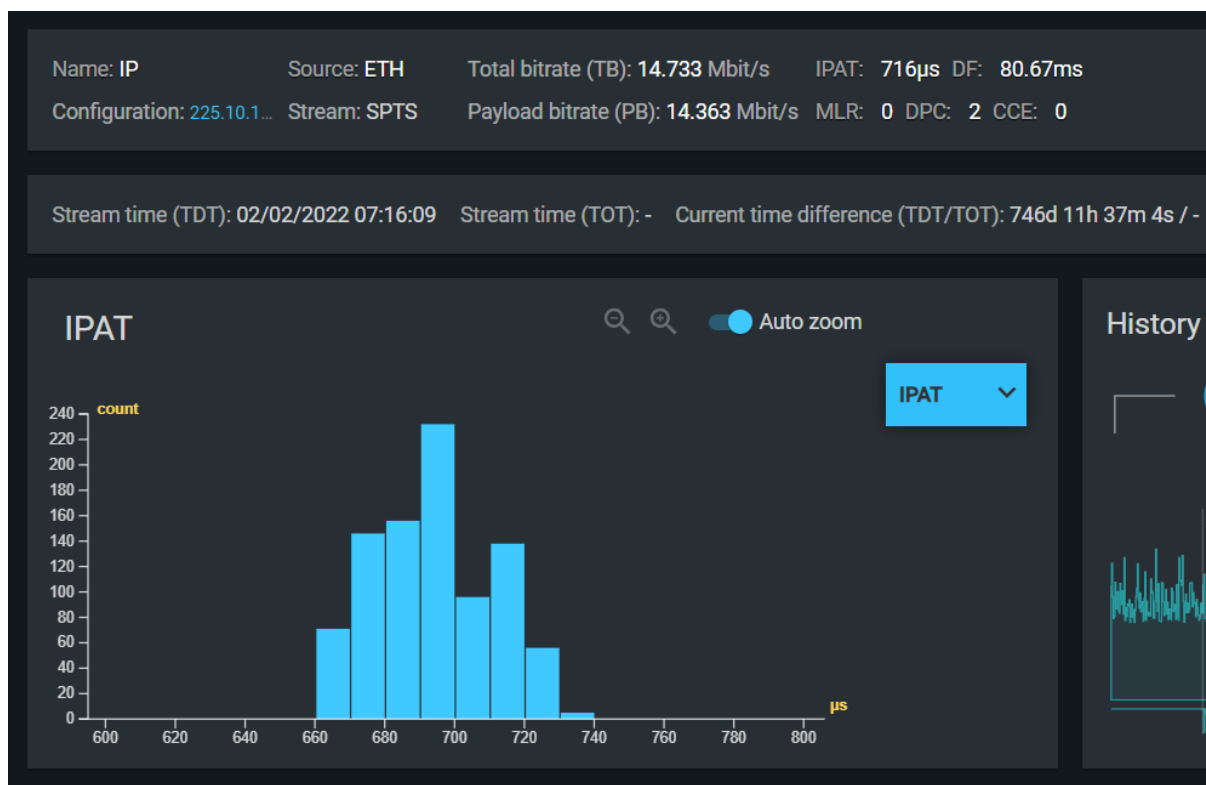 Name: IP Source: ETH Total bitrate (TB): 14.733 Mbit/s IPAT: 716µs DF: 80.67ms
Configuration: 225.10.1... Stream: SPTS Payload bitrate (PB): 14.363 Mbit/s MLR: 0 DPC: 2 CCE: 0
Stream time (TDT): 02/02/2022 07:16:09 Stream time (TOT): - Current time difference (TDT/TOT): 746d 11h 37m 4s / -
IPAT
Auto zoom
History
IPAT
count
240
220
200
180
160
140
120
100
80
60
40
20
0
µs
600 620 640 660 680 700 720 740 760 780 800